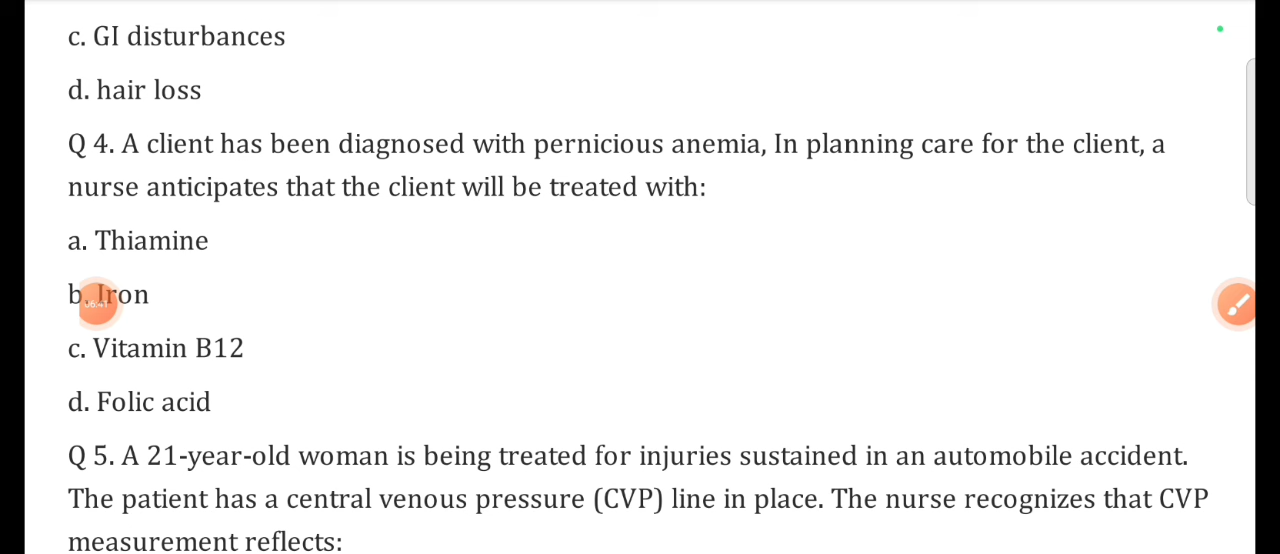 c. GI disturbances
d. hair loss
Q 4. A client has been diagnosed with pernicious anemia, In planning care for the client, a
nurse anticipates that the client will be treated with:
a. Thiamine
b. Iron
c. Vitamin B12
d. Folic acid
Q 5. A 21-year-old woman is being treated for injuries sustained in an automobile accident.
The patient has a central venous pressure (CVP) line in place. The nurse recognizes that CVP
measurement reflects: